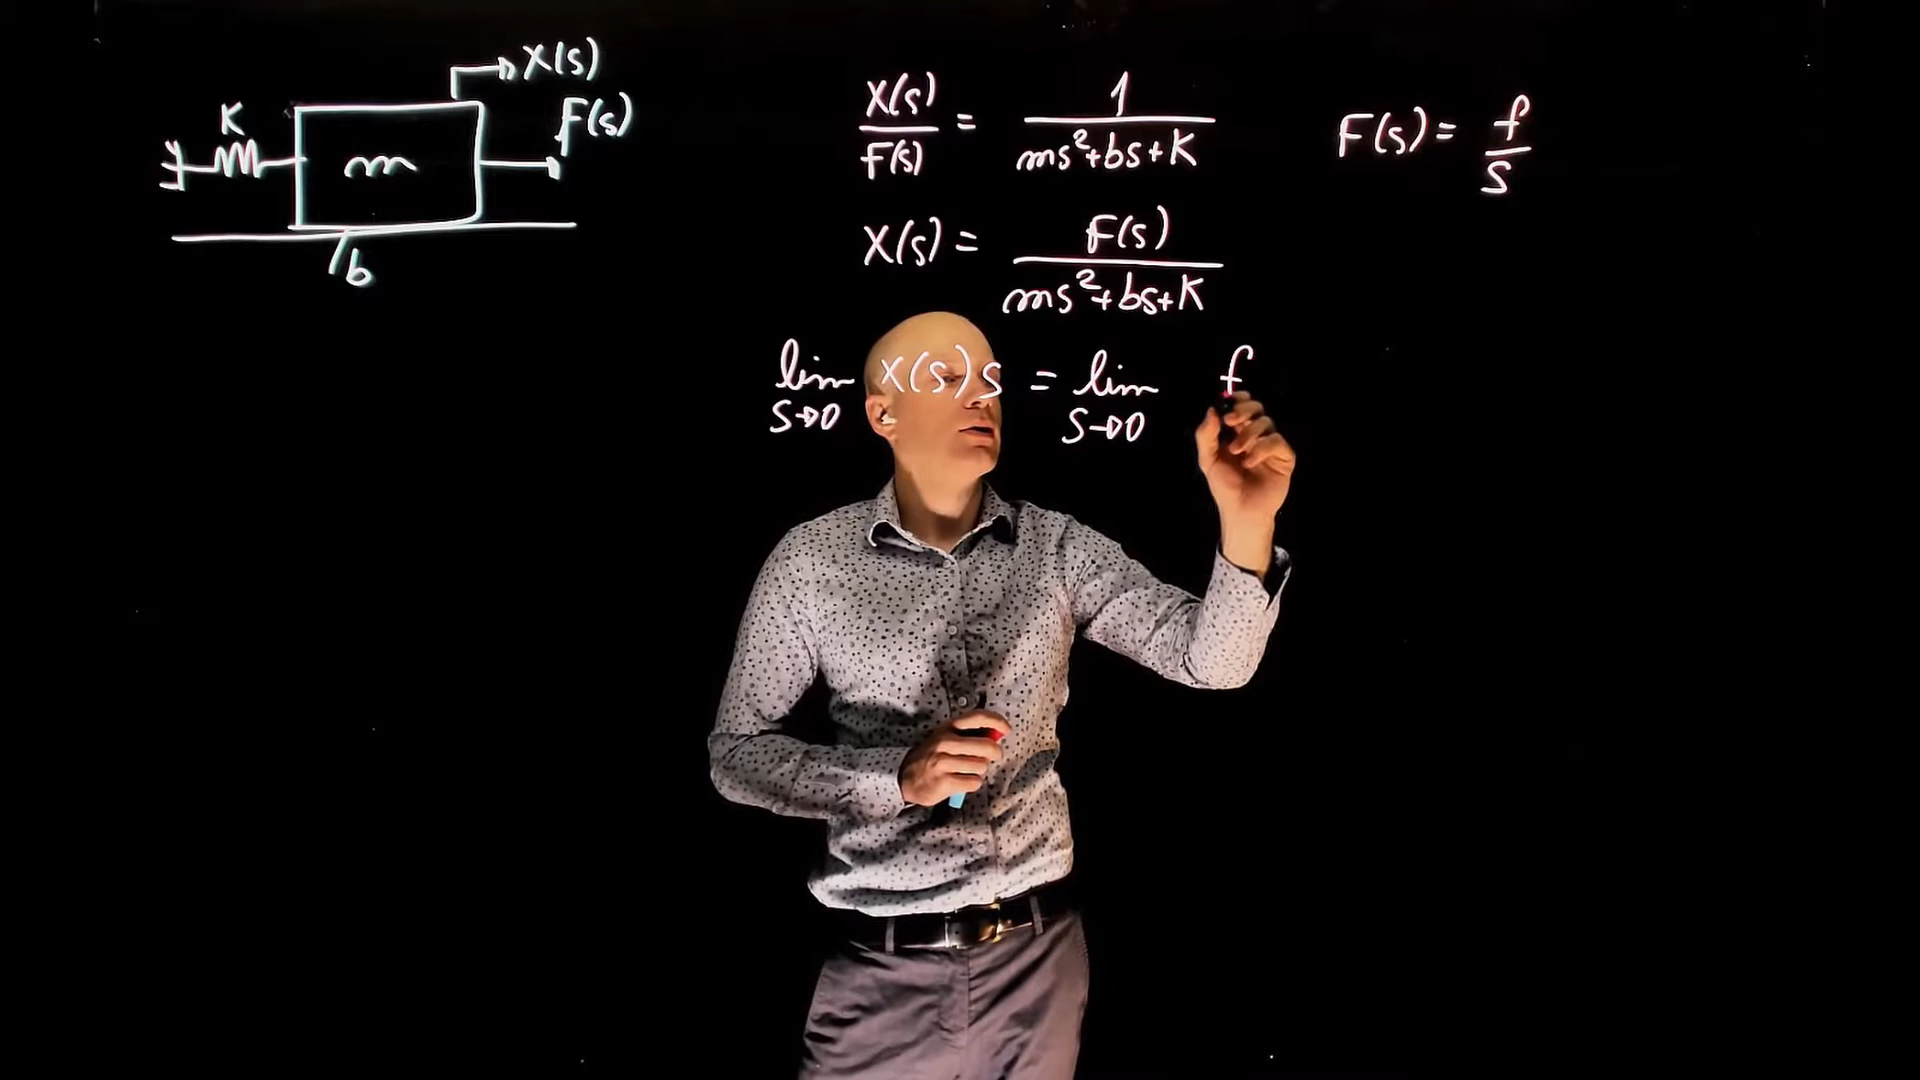 X(s)
F(s)
K
m
b
X(s)/F(s) = 1/(ms²+bs+K)
F(s) = f/s
X(s) = F(s)/(ms²+bs+K)
lim s→0 X(s)s = lim s→0 f